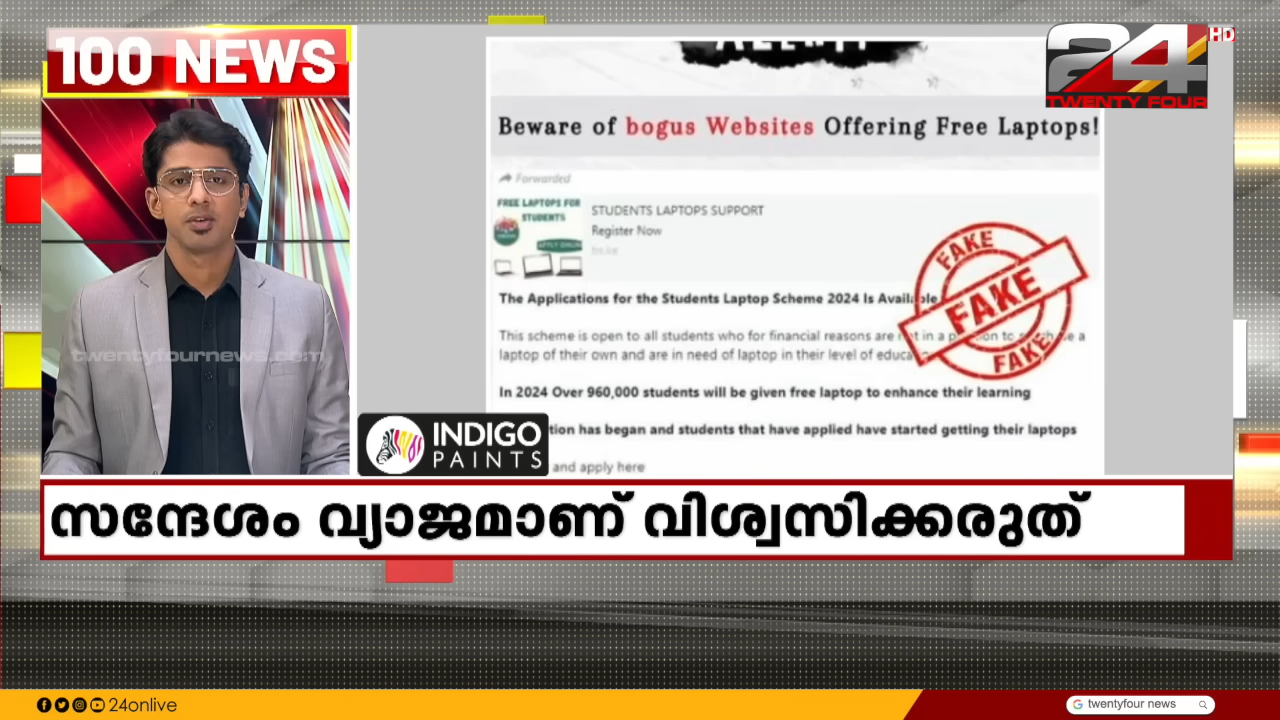 100 NEWS
24 HD
TWENTY FOUR
Beware of bogus Websites Offering Free Laptops!
Forwarded
FREE LAPTOPS FOR
STUDENTS
STUDENTS LAPTOPS SUPPORT
Register Now
The Applications for the Students Laptop Scheme 2024 Is Available
FAKE
FAKE
FAKE
This scheme is open to all students who for financial reasons are not in a to a
laptop of their own and are in need of laptop in their level of
In 2024 Over 960,000 students will be given free laptop to enhance their learning
has began and students that have applied have started getting their laptops
and apply here
twentyfournews.com
INDIGO
PAINTS
സന്ദേശം വ്യാജമാണ് വിശ്വസിക്കരുത്
24onlive
twentyfour news